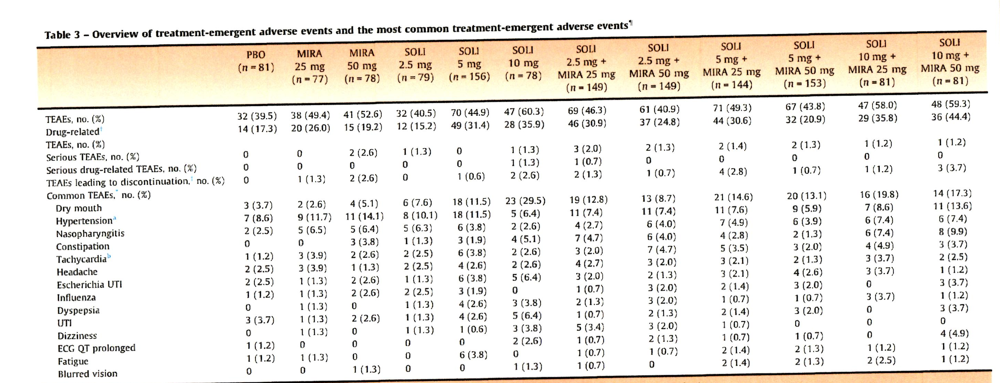 Table 3 – Overview of treatment-emergent adverse events and the most common treatment-emergent adverse events¶
PBO (n = 81) MIRA 25 mg (n = 77) MIRA 50 mg (n = 78) SOLI 2.5 mg (n = 79) SOLI 5 mg (n = 156) SOLI 10 mg (n = 78) SOLI 2.5 mg + MIRA 25 mg (n = 149) SOLI 2.5 mg + MIRA 50 mg (n = 149) SOLI 5 mg + MIRA 25 mg (n = 144) SOLI 5 mg + MIRA 50 mg (n = 153) SOLI 10 mg + MIRA 25 mg (n = 81) SOLI 10 mg + MIRA 50 mg (n = 81)
TEAEs, no. (%) 32 (39.5) 38 (49.4) 41 (52.6) 32 (40.5) 70 (44.9) 47 (60.3) 69 (46.3) 61 (40.9) 71 (49.3) 67 (43.8) 47 (58.0) 48 (59.3)
Drug-related† 14 (17.3) 20 (26.0) 15 (19.2) 12 (15.2) 49 (31.4) 28 (35.9) 46 (30.9) 37 (24.8) 44 (30.6) 32 (20.9) 29 (35.8) 36 (44.4)
TEAEs, no. (%)
Serious TEAEs, no. (%) 0 0 2 (2.6) 1 (1.3) 0 1 (1.3) 3 (2.0) 2 (1.3) 2 (1.4) 2 (1.3) 1 (1.2) 1 (1.2)
Serious drug-related TEAEs, no. (%) 0 0 0 0 0 1 (1.3) 1 (0.7) 0 0 0 0 0
TEAEs leading to discontinuation,‡ no. (%) 0 1 (1.3) 2 (2.6) 0 1 (0.6) 2 (2.6) 2 (1.3) 1 (0.7) 4 (2.8) 1 (0.7) 1 (1.2) 3 (3.7)
Common TEAEs,* no. (%)
Dry mouth 3 (3.7) 2 (2.6) 4 (5.1) 6 (7.6) 18 (11.5) 23 (29.5) 19 (12.8) 13 (8.7) 21 (14.6) 20 (13.1) 16 (19.8) 14 (17.3)
Hypertensionᵃ 7 (8.6) 9 (11.7) 11 (14.1) 8 (10.1) 18 (11.5) 5 (6.4) 11 (7.4) 11 (7.4) 11 (7.6) 9 (5.9) 7 (8.6) 11 (13.6)
Nasopharyngitis 2 (2.5) 5 (6.5) 5 (6.4) 5 (6.3) 6 (3.8) 2 (2.6) 4 (2.7) 6 (4.0) 7 (4.9) 6 (3.9) 6 (7.4) 6 (7.4)
Constipation 0 0 3 (3.8) 1 (1.3) 3 (1.9) 4 (5.1) 7 (4.7) 6 (4.0) 4 (2.8) 2 (1.3) 6 (7.4) 8 (9.9)
Tachycardiaᵇ 1 (1.2) 3 (3.9) 2 (2.6) 2 (2.5) 6 (3.8) 2 (2.6) 3 (2.0) 7 (4.7) 5 (3.5) 3 (2.0) 4 (4.9) 3 (3.7)
Headache 2 (2.5) 3 (3.9) 1 (1.3) 2 (2.5) 4 (2.6) 2 (2.6) 4 (2.7) 3 (2.0) 3 (2.1) 2 (1.3) 3 (3.7) 2 (2.5)
Escherichia UTI 2 (2.5) 1 (1.3) 2 (2.6) 1 (1.3) 6 (3.8) 5 (6.4) 3 (2.0) 2 (1.3) 3 (2.1) 4 (2.6) 3 (3.7) 1 (1.2)
Influenza 1 (1.2) 1 (1.3) 2 (2.6) 2 (2.5) 3 (1.9) 0 1 (0.7) 3 (2.0) 2 (1.4) 3 (2.0) 0 3 (3.7)
Dyspepsia 0 1 (1.3) 0 1 (1.3) 4 (2.6) 3 (3.8) 2 (1.3) 3 (2.0) 1 (0.7) 1 (0.7) 3 (3.7) 1 (1.2)
UTI 3 (3.7) 1 (1.3) 2 (2.6) 1 (1.3) 4 (2.6) 5 (6.4) 1 (0.7) 2 (1.3) 2 (1.4) 3 (2.0) 0 3 (3.7)
Dizziness 0 1 (1.3) 0 1 (1.3) 1 (0.6) 3 (3.8) 5 (3.4) 3 (2.0) 1 (0.7) 0 0 0
ECG QT prolonged 1 (1.2) 0 0 0 0 2 (2.6) 1 (0.7) 2 (1.3) 1 (0.7) 1 (0.7) 0 4 (4.9)
Fatigue 1 (1.2) 1 (1.3) 0 0 6 (3.8) 0 1 (0.7) 1 (0.7) 2 (1.4) 2 (1.3) 1 (1.2) 1 (1.2)
Blurred vision 0 0 1 (1.3) 0 0 1 (1.3) 1 (0.7) 0 2 (1.4) 2 (1.3) 2 (2.5) 1 (1.2)